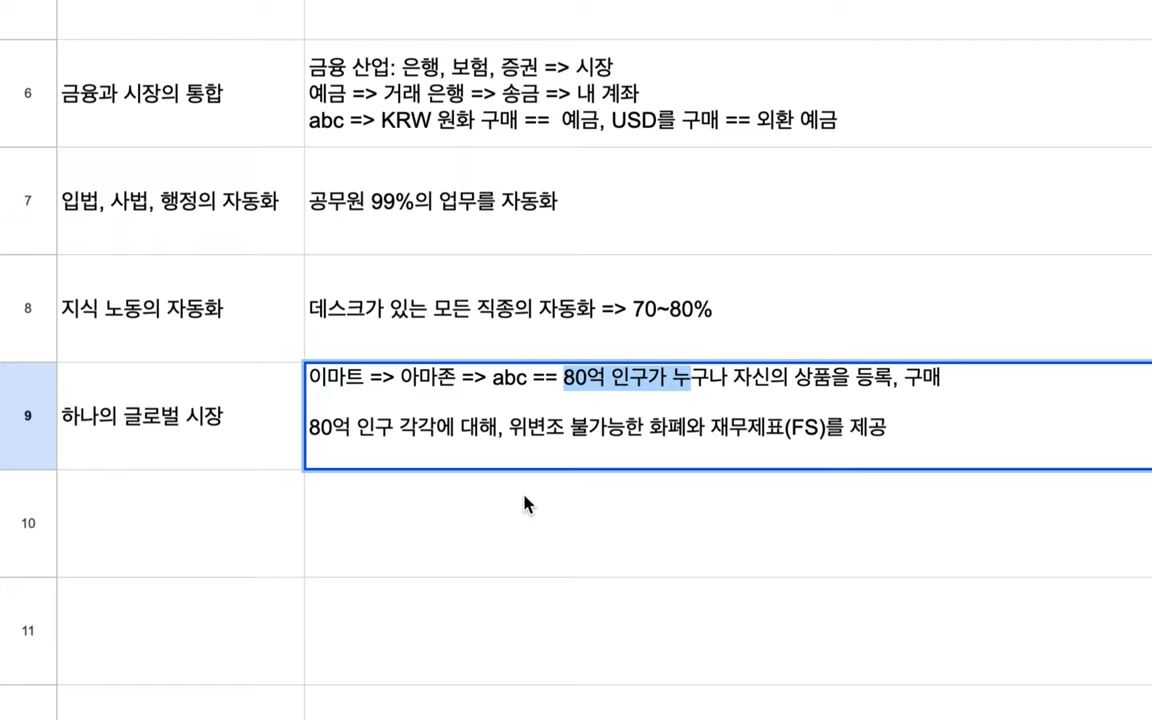 6
금융과 시장의 통합
금융 산업: 은행, 보험, 증권 => 시장
예금 => 거래 은행 => 송금 => 내 계좌
abc => KRW 원화 구매 ==  예금, USD를 구매 == 외환 예금
7
입법, 사법, 행정의 자동화
공무원 99%의 업무를 자동화
8
지식 노동의 자동화
데스크가 있는 모든 직종의 자동화 => 70~80%
9
하나의 글로벌 시장
이마트 => 아마존 => abc == 80억 인구가 누구나 자신의 상품을 등록, 구매
80억 인구 각각에 대해, 위변조 불가능한 화폐와 재무제표(FS)를 제공
10
11